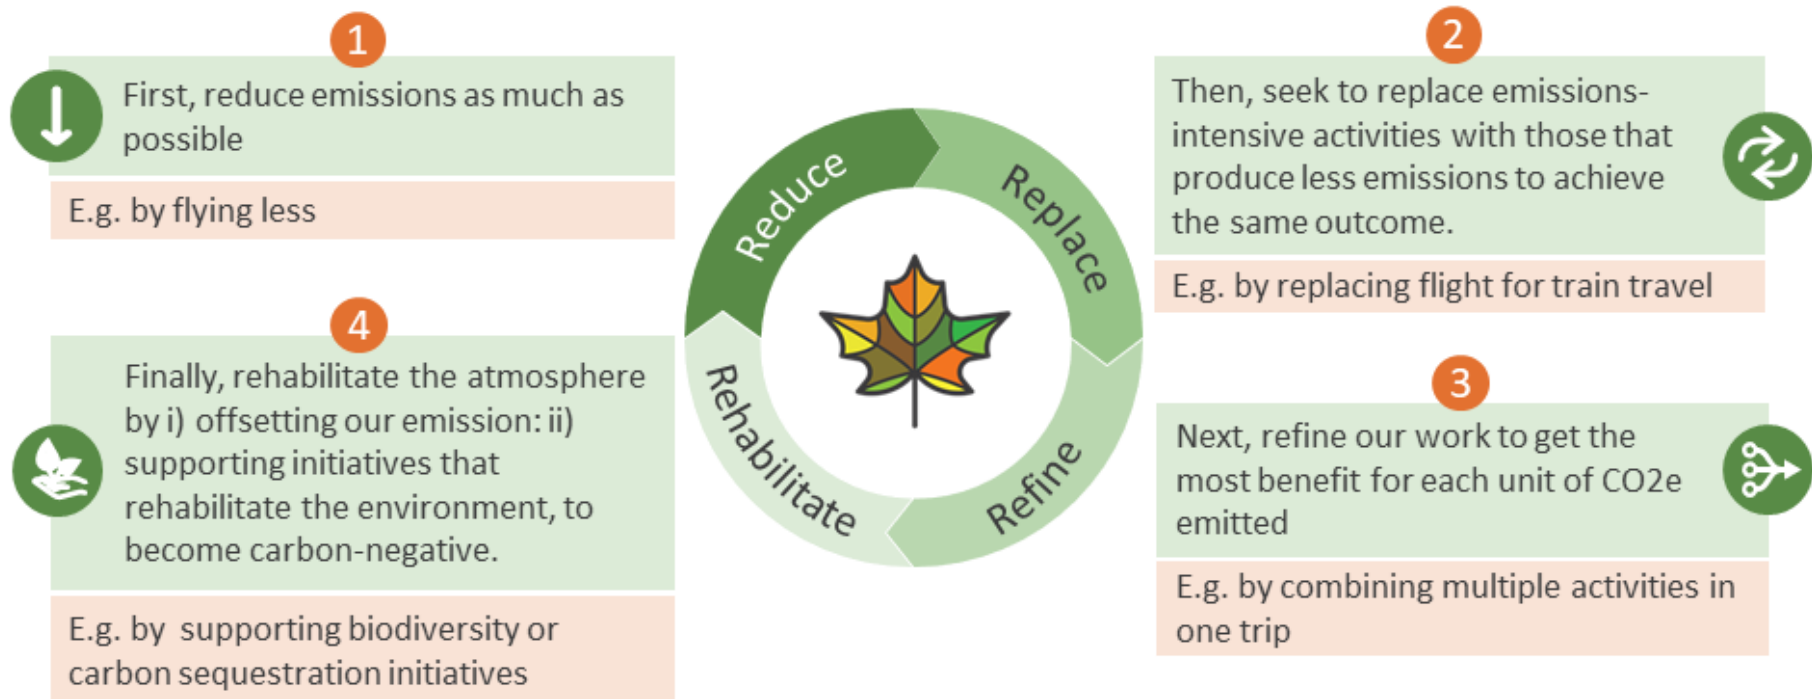 1
First, reduce emissions as much as
possible
E.g. by flying less
2
Then, seek to replace emissions-
intensive activities with those that
produce less emissions to achieve
the same outcome.
E.g. by replacing flight for train travel
Reduce
Replace
Refine
Rehabilitate
3
Next, refine our work to get the
most benefit for each unit of CO2e
emitted
E.g. by combining multiple activities in
one trip
4
Finally, rehabilitate the atmosphere
by i) offsetting our emission: ii)
supporting initiatives that
rehabilitate the environment, to
become carbon-negative.
E.g. by supporting biodiversity or
carbon sequestration initiatives